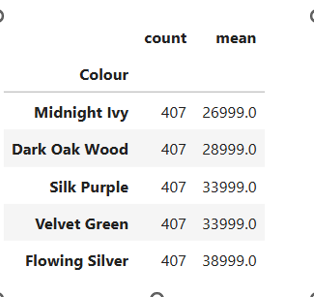 count mean
Colour
Midnight Ivy 407 26999.0
Dark Oak Wood 407 28999.0
Silk Purple 407 33999.0
Velvet Green 407 33999.0
Flowing Silver 407 38999.0